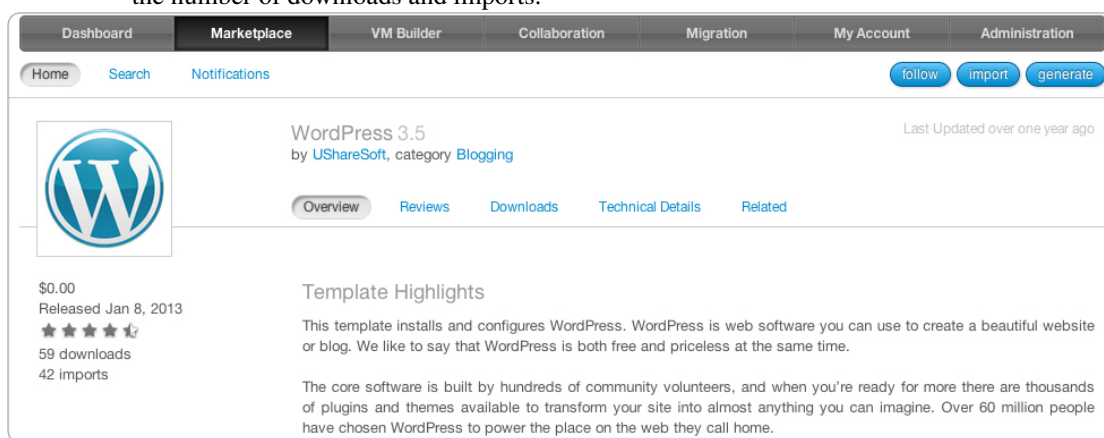 the number of downloads and imports.
Dashboard Marketplace VM Builder Collaboration Migration My Account Administration
Home Search Notifications follow import generate
WordPress 3.5 Last Updated over one year ago
by UShareSoft, category Blogging
Overview Reviews Downloads Technical Details Related
$0.00
Released Jan 8, 2013
59 downloads
42 imports
Template Highlights
This template installs and configures WordPress. WordPress is web software you can use to create a beautiful website
or blog. We like to say that WordPress is both free and priceless at the same time.
The core software is built by hundreds of community volunteers, and when you’re ready for more there are thousands
of plugins and themes available to transform your site into almost anything you can imagine. Over 60 million people
have chosen WordPress to power the place on the web they call home.